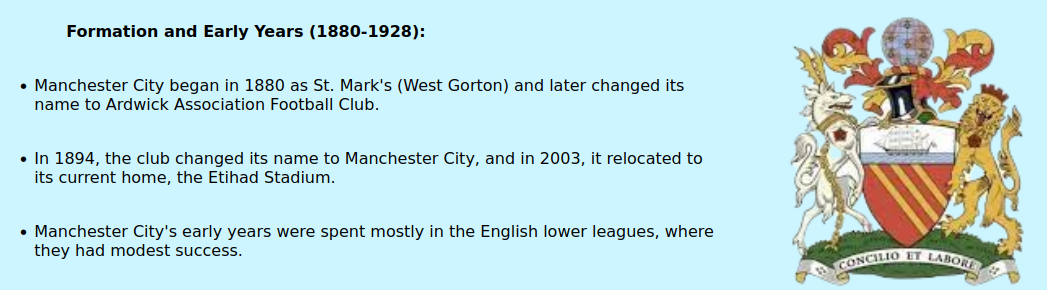 Formation and Early Years (1880-1928):
• Manchester City began in 1880 as St. Mark's (West Gorton) and later changed its
name to Ardwick Association Football Club.
• In 1894, the club changed its name to Manchester City, and in 2003, it relocated to
its current home, the Etihad Stadium.
• Manchester City's early years were spent mostly in the English lower leagues, where
they had modest success.
CONCILIO ET LABORE